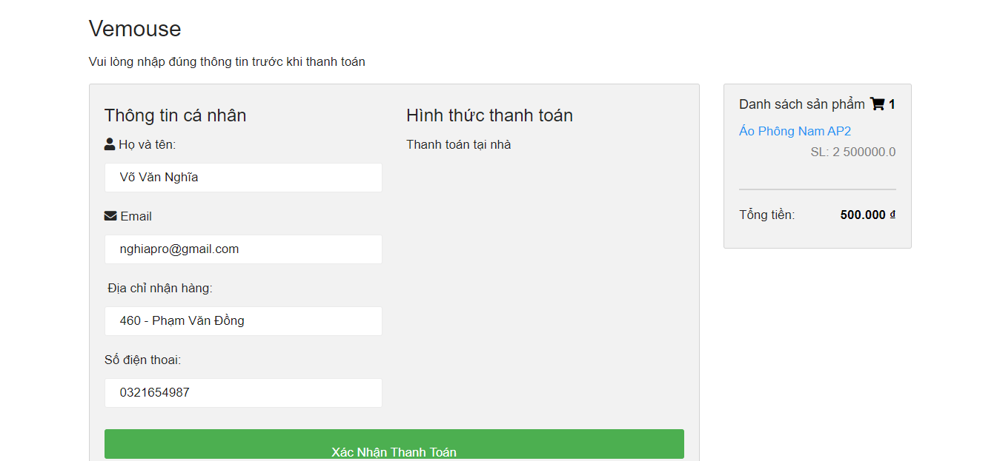 Vemouse
Vui lòng nhập đúng thông tin trước khi thanh toán
Thông tin cá nhân
Họ và tên:
Võ Văn Nghĩa
Email
nghiapro@gmail.com
Địa chỉ nhận hàng:
460 - Phạm Văn Đồng
Số điện thoai:
0321654987
Hình thức thanh toán
Thanh toán tại nhà
Xác Nhận Thanh Toán
Danh sách sản phẩm 1
Áo Phông Nam AP2
SL: 2 500000.0
Tổng tiền: 500.000 ₫